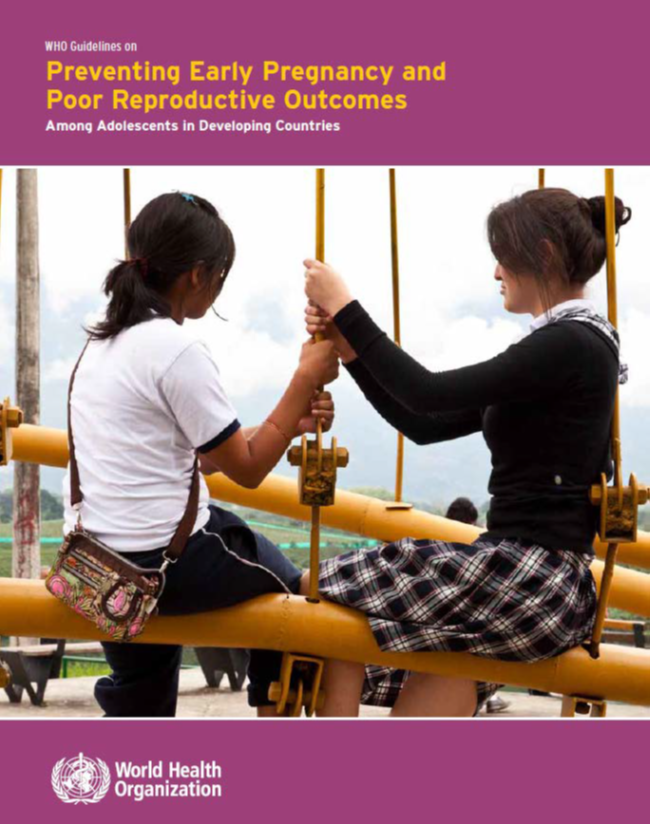 WHO Guidelines on
Preventing Early Pregnancy and
Poor Reproductive Outcomes
Among Adolescents in Developing Countries
World Health
Organization